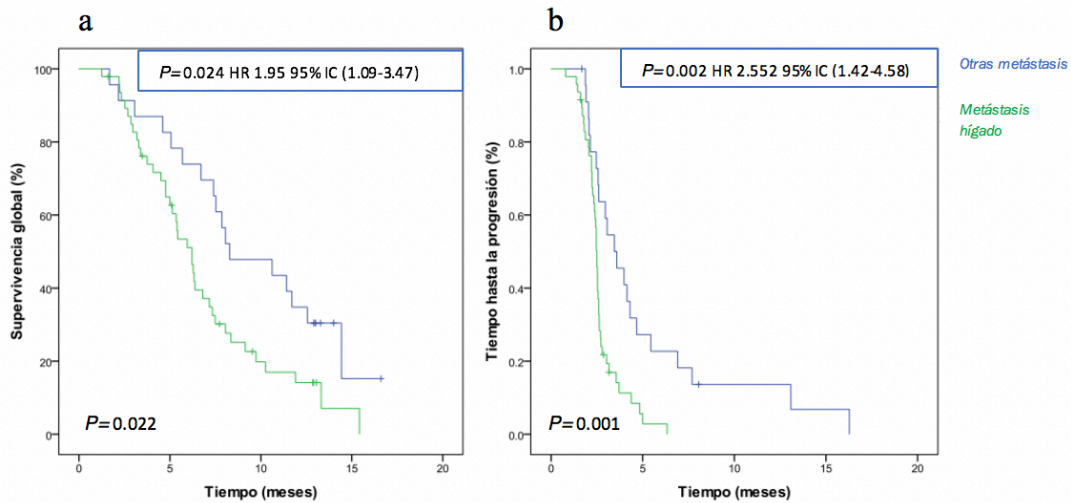 a
P=0.024 HR 1.95 95% IC (1.09-3.47)
Supervivencia global (%)
100
80
60
40
20
0
P=0.022
0 5 10 15 20
Tiempo (meses)
b
P=0.002 HR 2.552 95% IC (1.42-4.58)
Tiempo hasta la progresión (%)
1.0
0.8
0.6
0.4
0.2
0.0
P=0.001
0 5 10 15 20
Tiempo (meses)
Otras metástasis
Metástasis
hígado